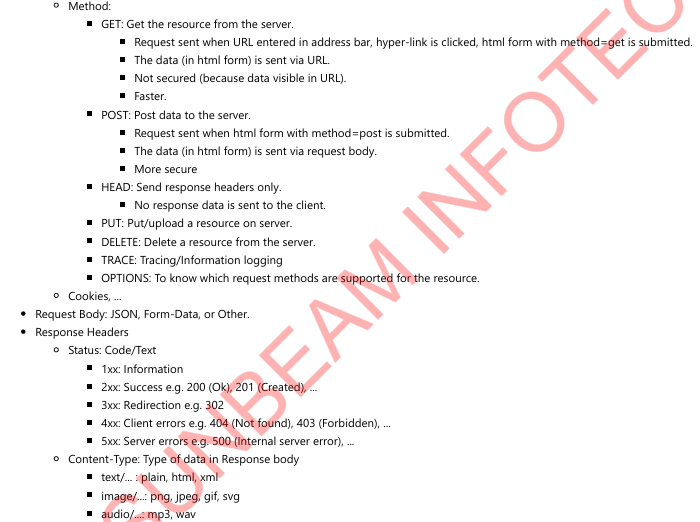 Method:
GET: Get the resource from the server.
Request sent when URL entered in address bar, hyper-link is clicked, html form with method=get is submitted.
The data (in html form) is sent via URL.
Not secured (because data visible in URL).
Faster.
POST: Post data to the server.
Request sent when html form with method=post is submitted.
The data (in html form) is sent via request body.
More secure
HEAD: Send response headers only.
No response data is sent to the client.
PUT: Put/upload a resource on server.
DELETE: Delete a resource from the server.
TRACE: Tracing/Information logging
OPTIONS: To know which request methods are supported for the resource.
Cookies, ...
Request Body: JSON, Form-Data, or Other.
Response Headers
Status: Code/Text
1xx: Information
2xx: Success e.g. 200 (Ok), 201 (Created), ...
3xx: Redirection e.g. 302
4xx: Client errors e.g. 404 (Not found), 403 (Forbidden), ...
5xx: Server errors e.g. 500 (Internal server error), ...
Content-Type: Type of data in Response body
text/... : plain, html, xml
image/...: png, jpeg, gif, svg
audio/...: mp3, wav
SUNBEAM INFOTEC